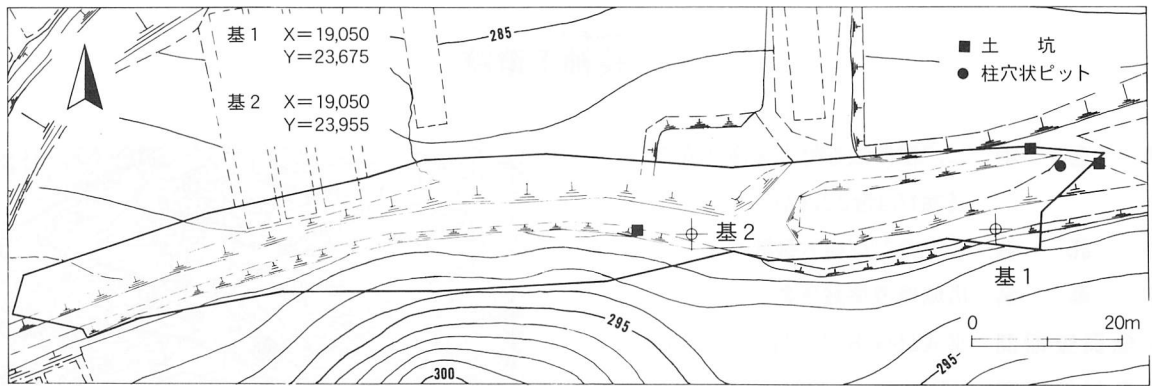 基1 X=19,050
Y=23,675
基2 X=19,050
Y=23,955
285
■ 土 坑
● 柱穴状ピット
基2
基1
295
300
295
0 20m